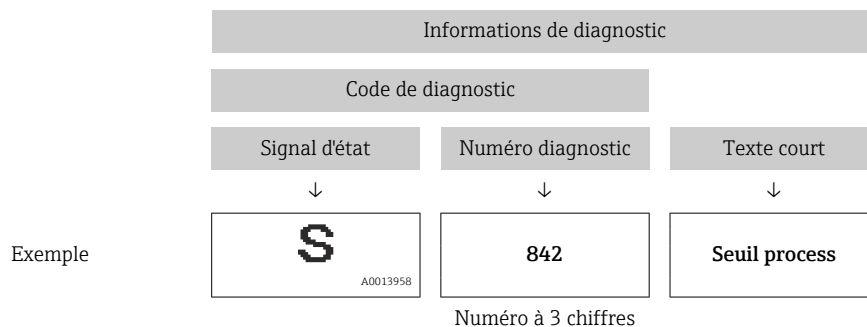 Informations de diagnostic
Code de diagnostic
Signal d'état Numéro diagnostic Texte court
↓ ↓ ↓
Exemple S 842 Seuil process
A0013958
Numéro à 3 chiffres